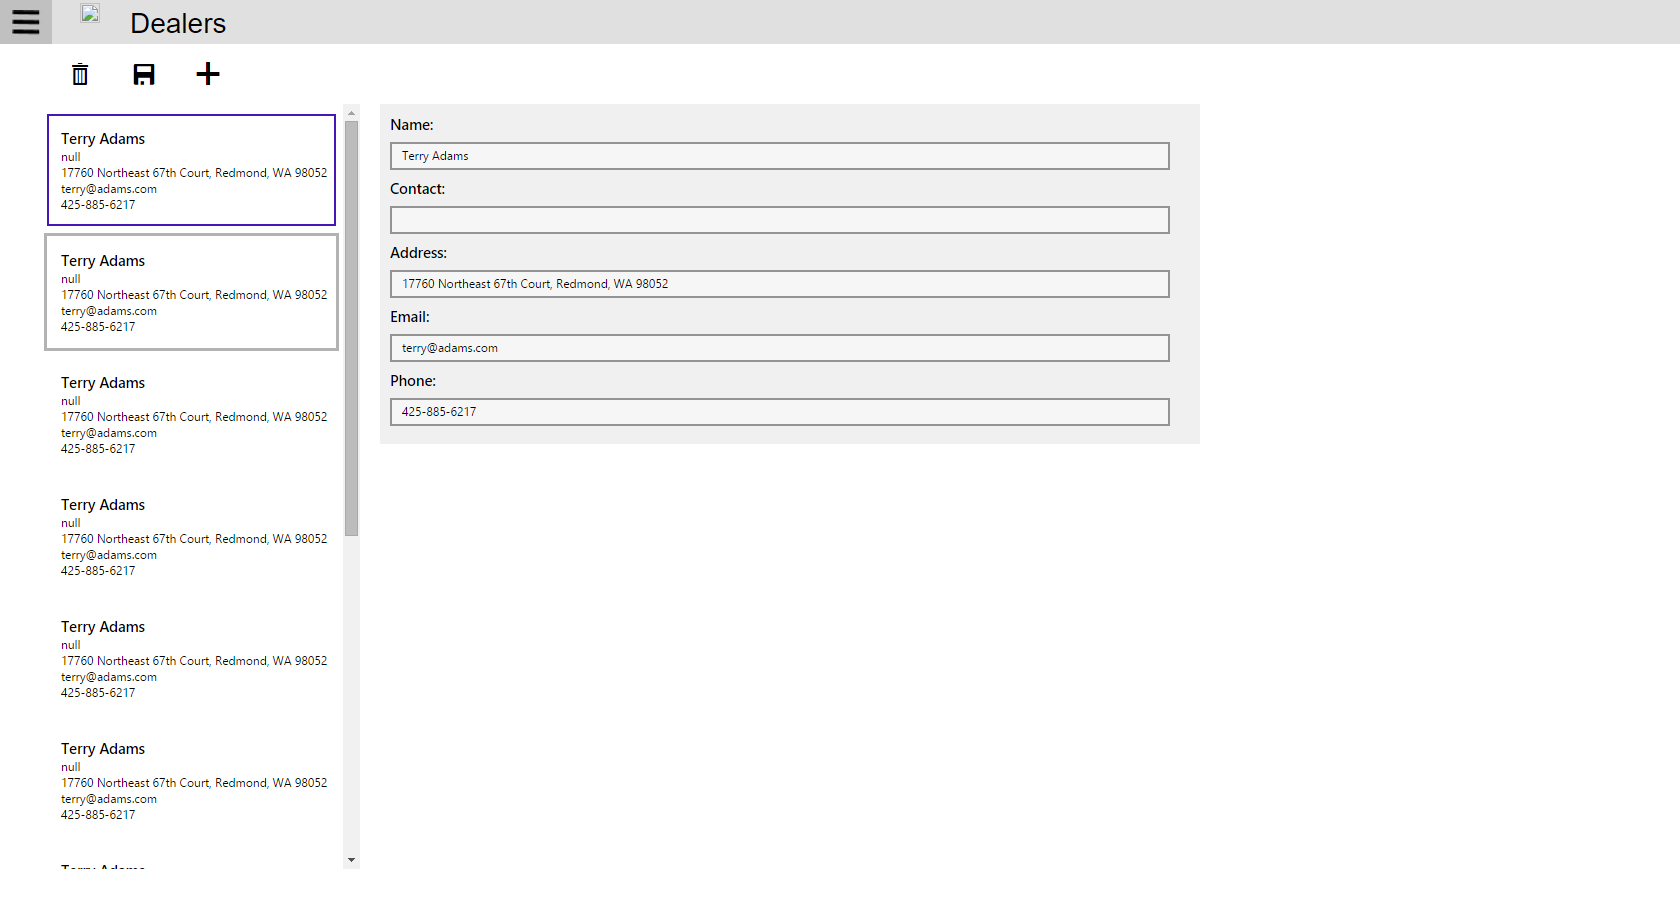 Dealers
Terry Adams
null
17760 Northeast 67th Court, Redmond, WA 98052
terry@adams.com
425-885-6217
Terry Adams
null
17760 Northeast 67th Court, Redmond, WA 98052
terry@adams.com
425-885-6217
Terry Adams
null
17760 Northeast 67th Court, Redmond, WA 98052
terry@adams.com
425-885-6217
Terry Adams
null
17760 Northeast 67th Court, Redmond, WA 98052
terry@adams.com
425-885-6217
Terry Adams
null
17760 Northeast 67th Court, Redmond, WA 98052
terry@adams.com
425-885-6217
Terry Adams
null
17760 Northeast 67th Court, Redmond, WA 98052
terry@adams.com
425-885-6217
Terry Adams
Name:
Terry Adams
Contact:
Address:
17760 Northeast 67th Court, Redmond, WA 98052
Email:
terry@adams.com
Phone:
425-885-6217